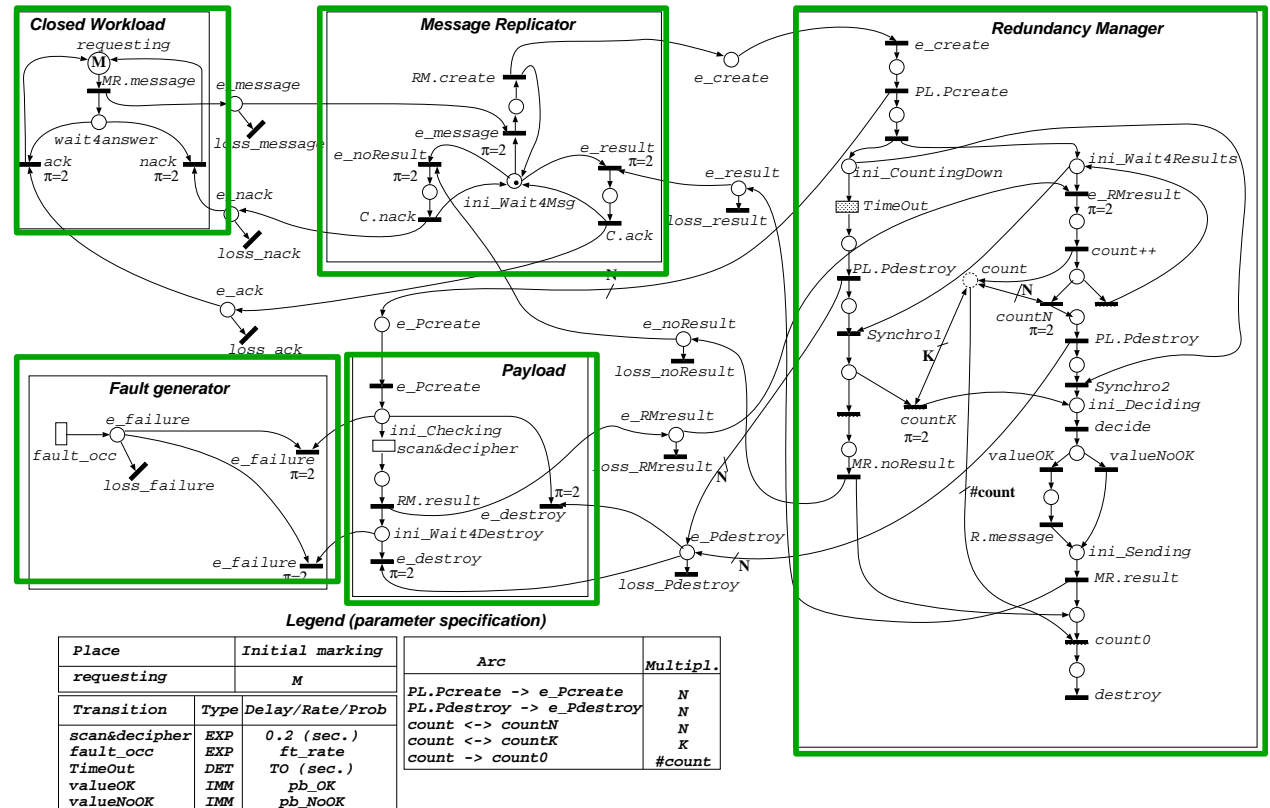 Closed Workload
requesting
M
MR.message
wait4answer
ack
π=2
nack
π=2
e_message
loss_message
e_nack
loss_nack
e_ack
loss_ack
Message Replicator
RM.create
e_message
π=2
e_noResult
π=2
e_result
π=2
ini_Wait4Msg
C.nack
C.ack
e_create
e_result
loss_result
N
e_Pcreate
e_noResult
loss_noResult
Redundancy Manager
e_create
PL.Pcreate
ini_CountingDown
ini_Wait4Results
TimeOut
e_RMresult
π=2
count++
PL.Pdestroy
count
N
countN
π=2
Synchro1
PL.Pdestroy
K
Synchro2
countK
π=2
ini_Deciding
decide
MR.noResult
valueOK
valueNoOK
#count
R.message
ini_Sending
MR.result
count0
destroy
Fault generator
e_failure
fault_occ
loss_failure
e_failure
π=2
e_failure
π=2
Payload
e_Pcreate
ini_Checking
scan&decipher
RM.result
π=2
e_destroy
ini_Wait4Destroy
e_destroy
π=2
e_RMresult
loss_RMresult
N
e_Pdestroy
N
loss_Pdestroy
Legend (parameter specification)
Place Initial marking
requesting M
Transition Type Delay/Rate/Prob
scan&decipher EXP 0.2 (sec.)
fault_occ EXP ft_rate
TimeOut DET TO (sec.)
valueOK IMM pb_OK
valueNoOK IMM pb_NoOK
Arc Multipl.
PL.Pcreate -> e_Pcreate N
PL.Pdestroy -> e_Pdestroy N
count <-> countN N
count <-> countK K
count -> count0 #count